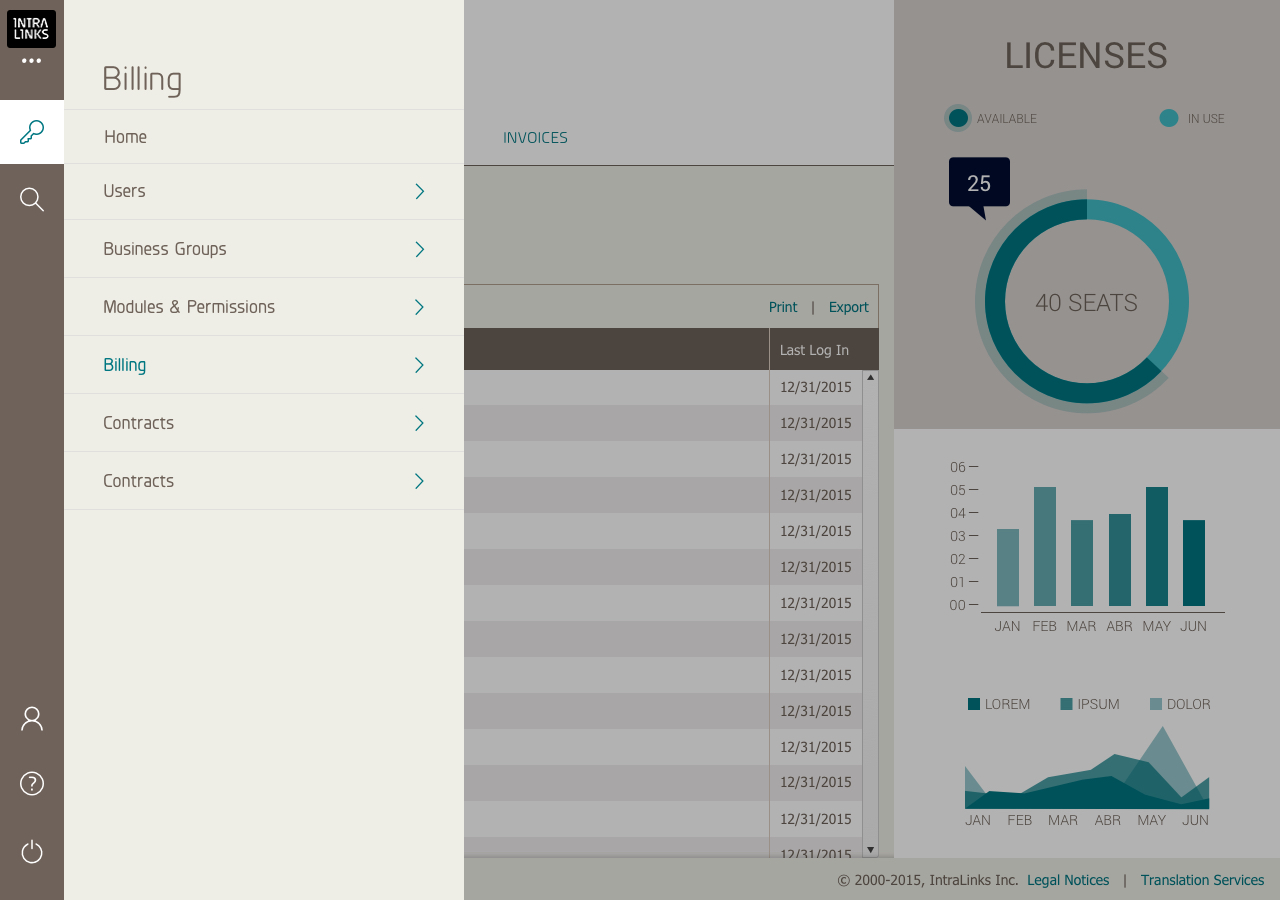 INTRA
LINKS
Billing
Home
Users
Business Groups
Modules & Permissions
Billing
Contracts
Contracts
INVOICES
Print | Export
Last Log In
12/31/2015
12/31/2015
12/31/2015
12/31/2015
12/31/2015
12/31/2015
12/31/2015
12/31/2015
12/31/2015
12/31/2015
12/31/2015
12/31/2015
12/31/2015
12/31/2015
LICENSES
AVAILABLE IN USE
25
40 SEATS
06
05
04
03
02
01
00
JAN FEB MAR ABR MAY JUN
LOREM IPSUM DOLOR
JAN FEB MAR ABR MAY JUN
© 2000-2015, IntraLinks Inc. Legal Notices | Translation Services